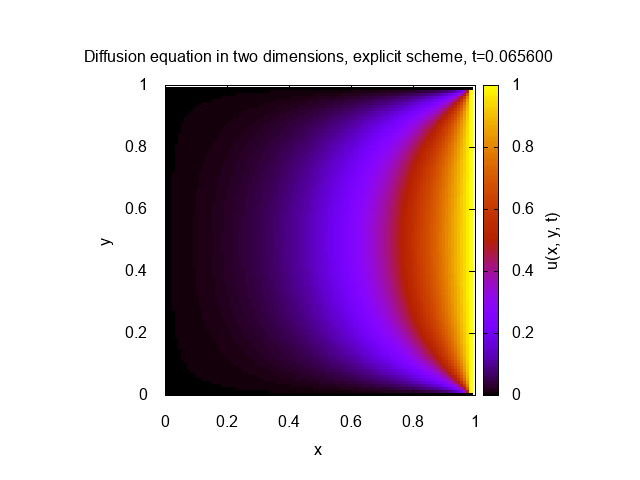 Diffusion equation in two dimensions, explicit scheme, t=0.065600
1
0.8
0.6
0.4
0.2
0
y
0 0.2 0.4 0.6 0.8 1
x
1
0.8
0.6
0.4
0.2
0
u(x, y, t)